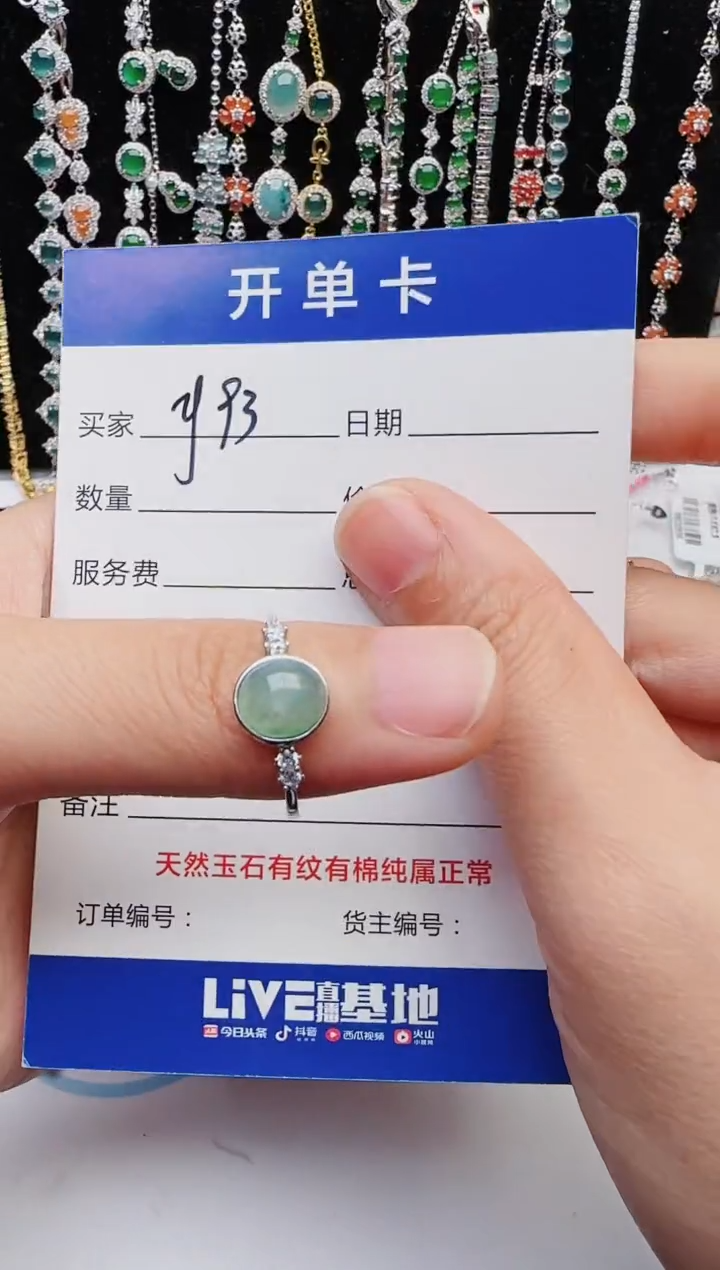 开单卡
买家 y93 日期
数量
服务费
备注
天然玉石有纹有棉纯属正常
订单编号： 货主编号：
LiVE直播基地
今日头条 抖音 西瓜视频 火山